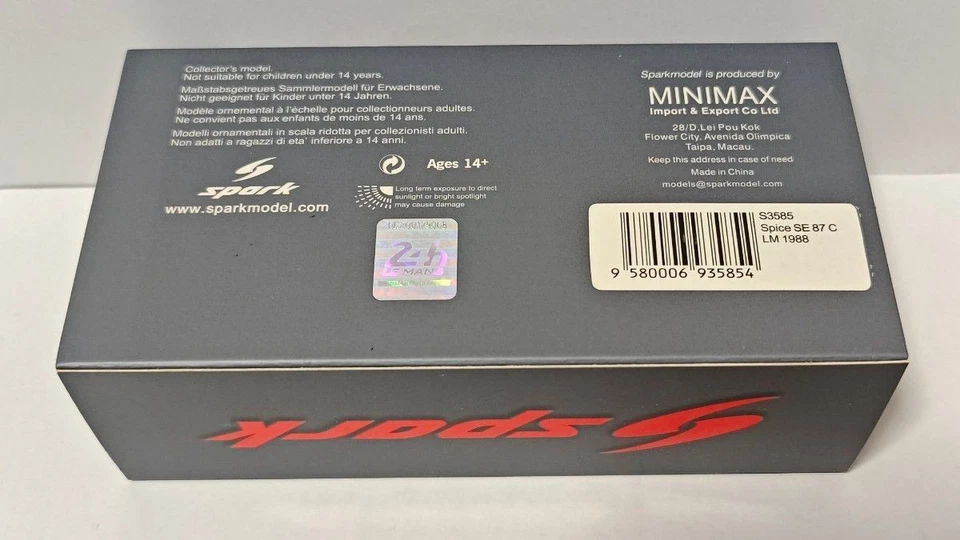 Collector's model.
Not suitable for children under 14 years.
Maßstabsgetreues Sammlermodell für Erwachsene.
Nicht geeignet für Kinder unter 14 Jahren.
Modèle ornemental à l'échelle pour collectionneurs adultes.
Ne convient pas aux enfants de moins de 14 ans.
Modelli ornamentali in scala ridotta per collezionisti adulti.
Non adatti a ragazzi di eta' inferiore a 14 anni.
spark
www.sparkmodel.com
Ages 14+
Long term exposure to direct
sunlight or bright spotlight
may cause damage
24h
LE MANS
Sparkmodel is produced by
MINIMAX
Import & Export Co Ltd
28/D,Lei Pou Kok
Flower City, Avenida Olimpica
Taipa, Macau.
Keep this address in case of need
Made in China
models@sparkmodel.com
S3585
Spice SE 87 C
LM 1988
9 580006 935854
spark